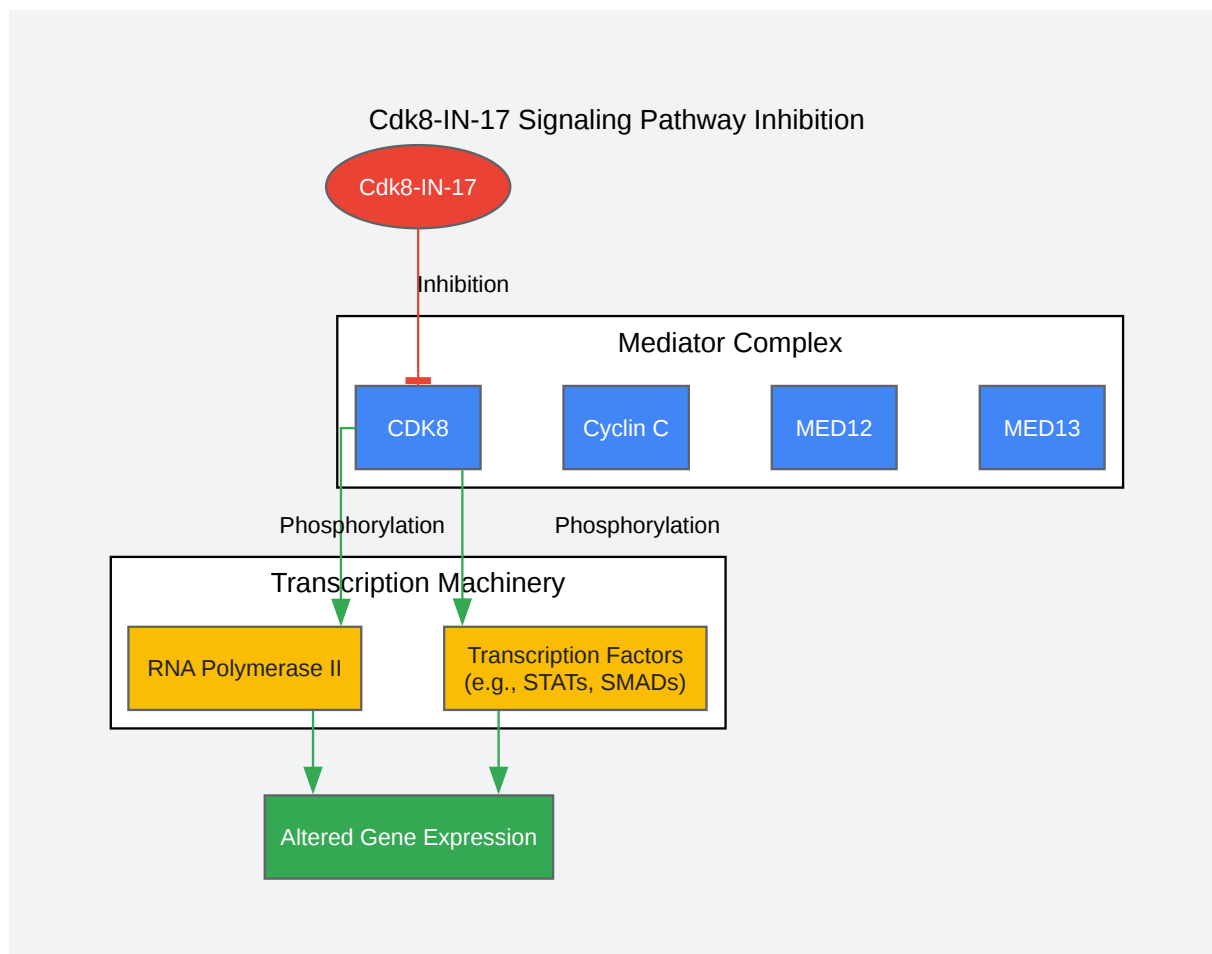 Cdk8-IN-17 Signaling Pathway Inhibition
Cdk8-IN-17
Inhibition
Mediator Complex
CDK8
Cyclin C
MED12
MED13
Phosphorylation
Phosphorylation
Transcription Machinery
RNA Polymerase II
Transcription Factors
(e.g., STATs, SMADs)
Altered Gene Expression